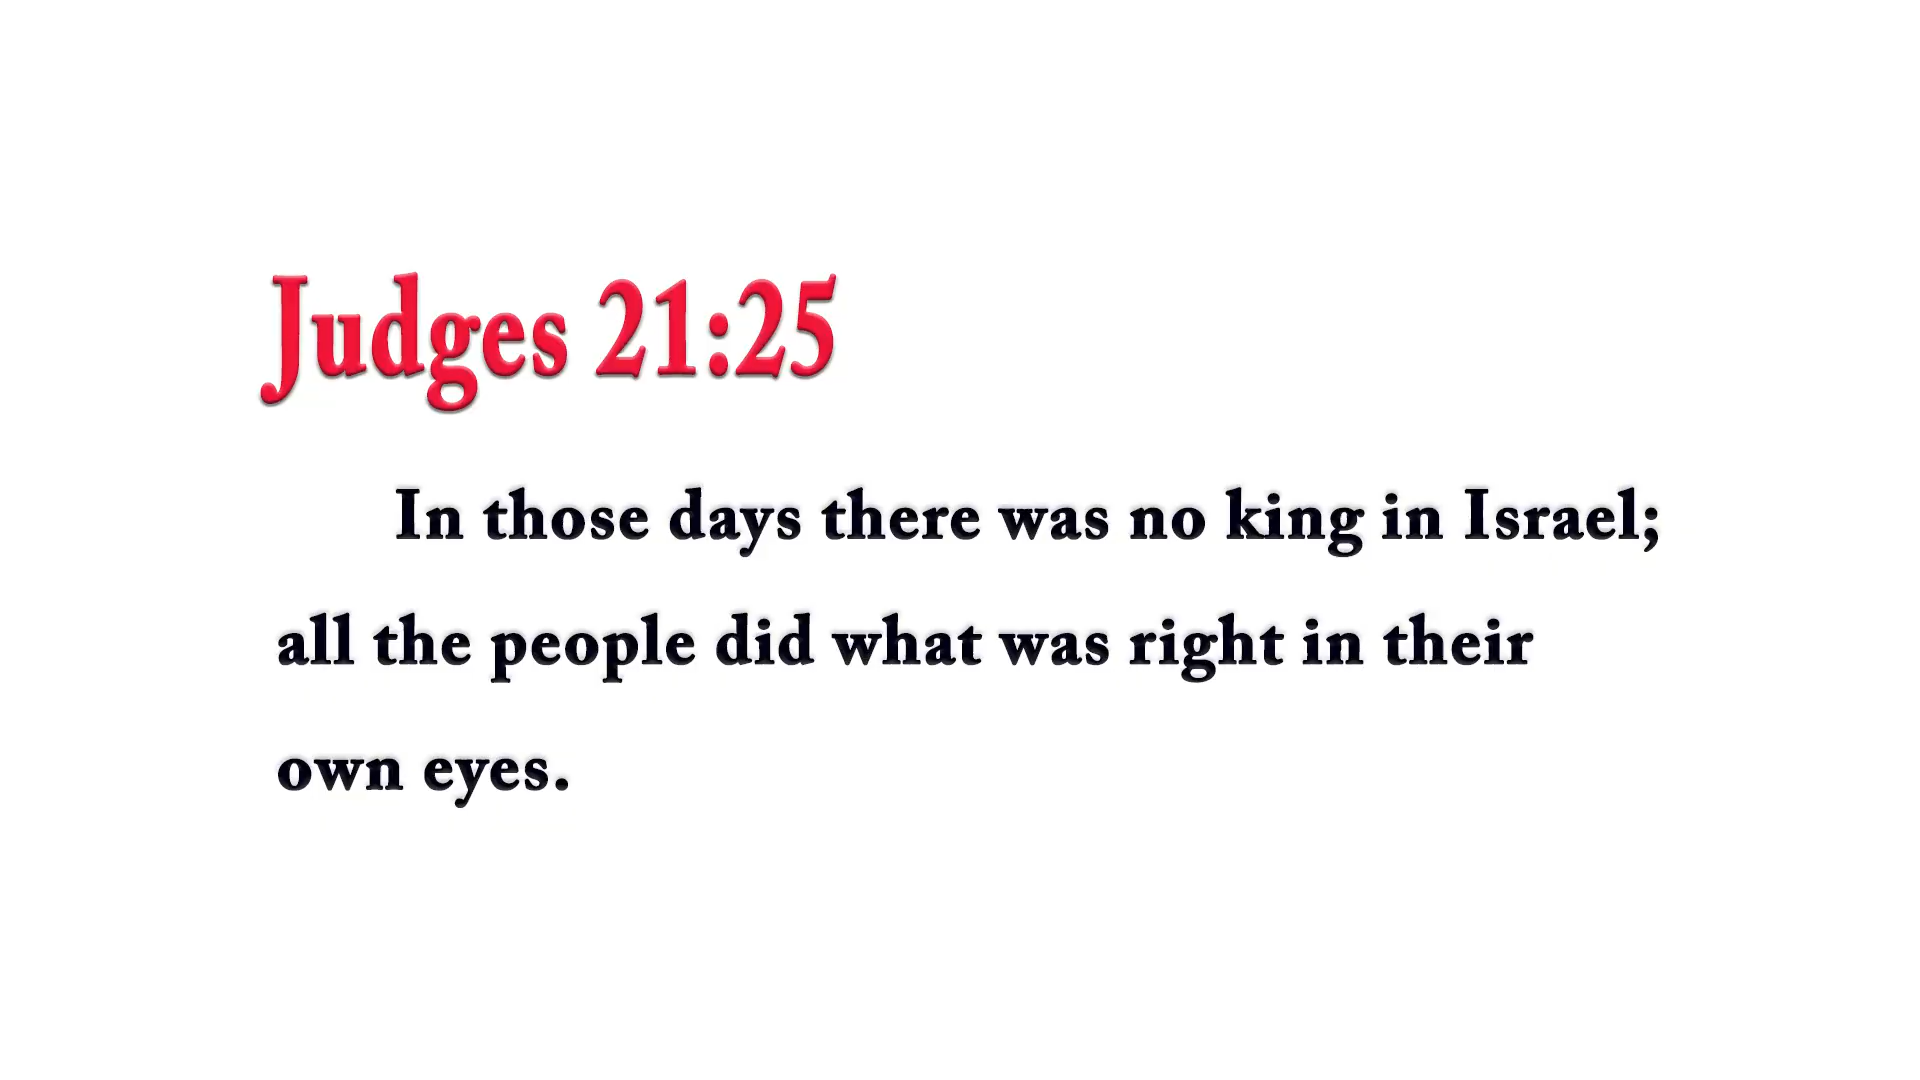 Judges 21:25
In those days there was no king in Israel;
all the people did what was right in their
own eyes.